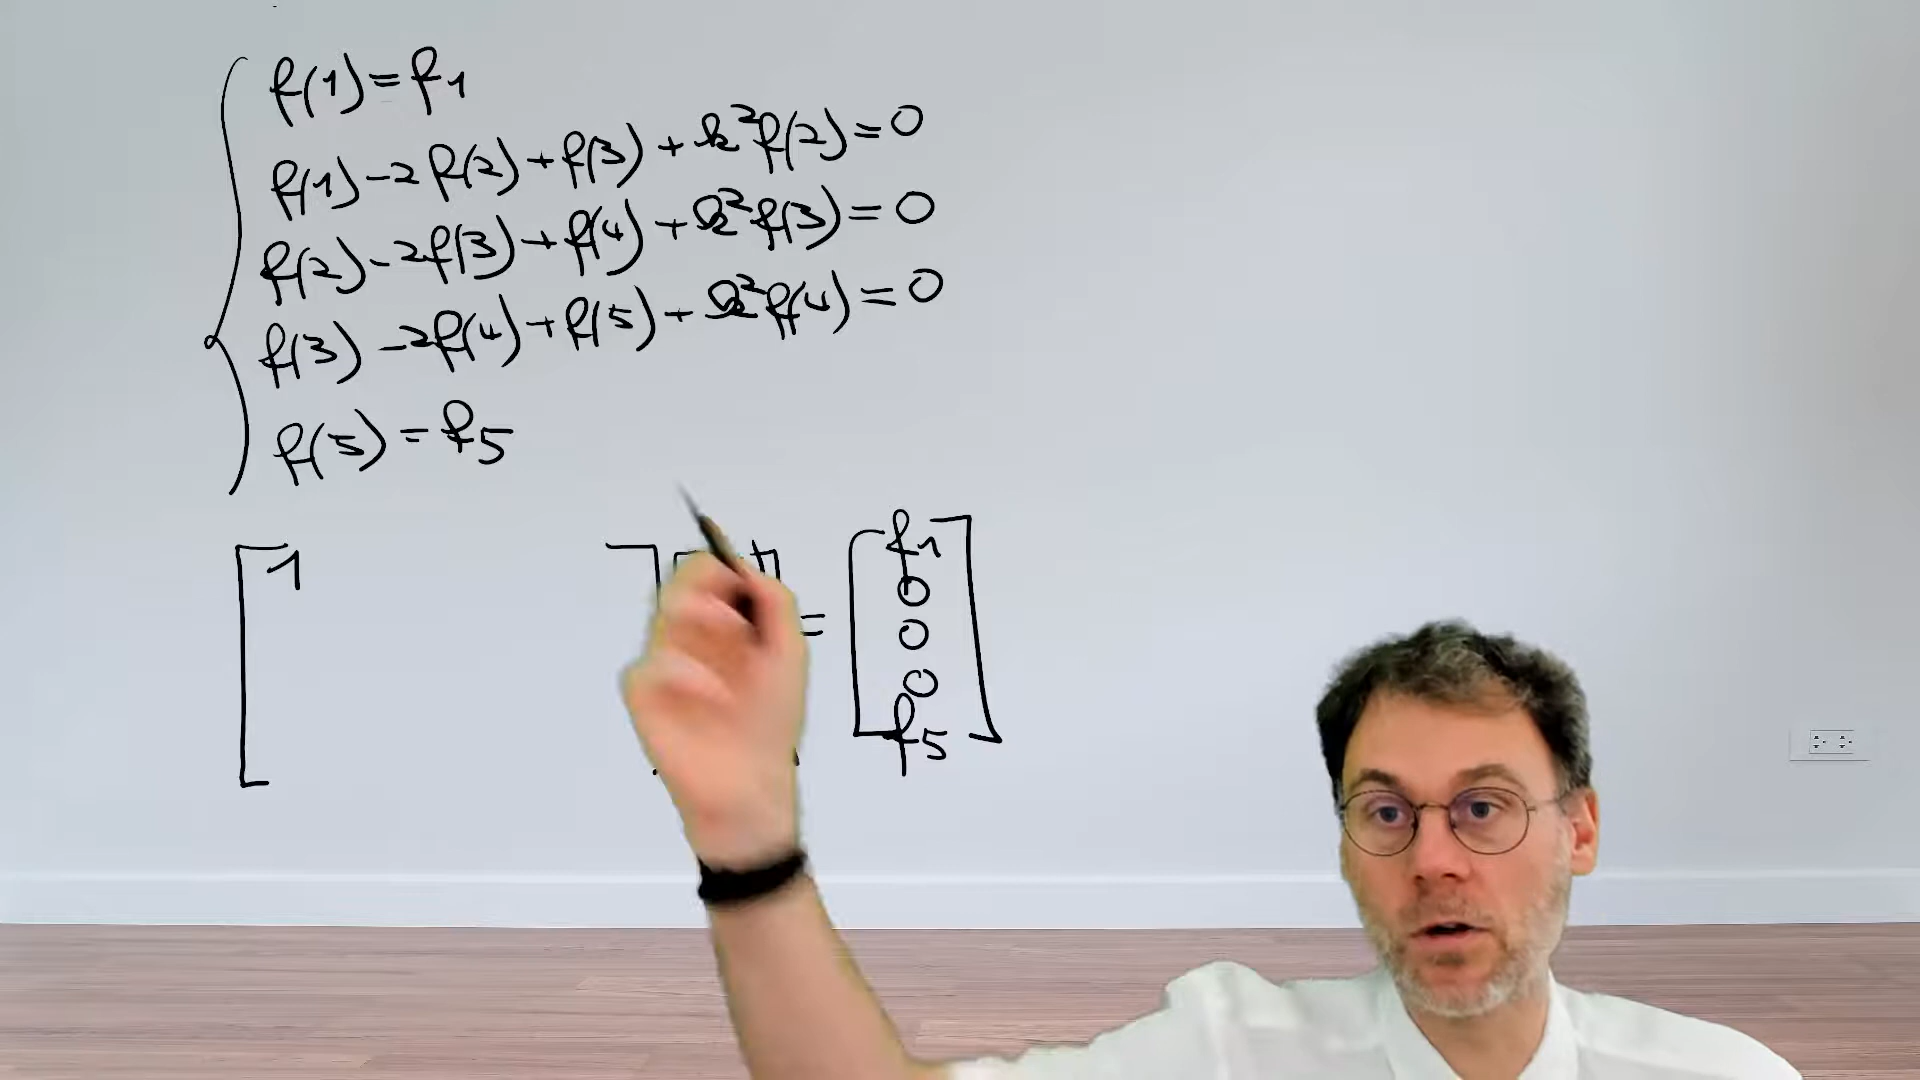 f(1)=f1
f(1)-2f(2)+f(3)+k²f(2)=0
f(2)-2f(3)+f(4)+k²f(3)=0
f(3)-2f(4)+f(5)+k²f(4)=0
f(5)=f5
1
=
f1
0
0
0
f5